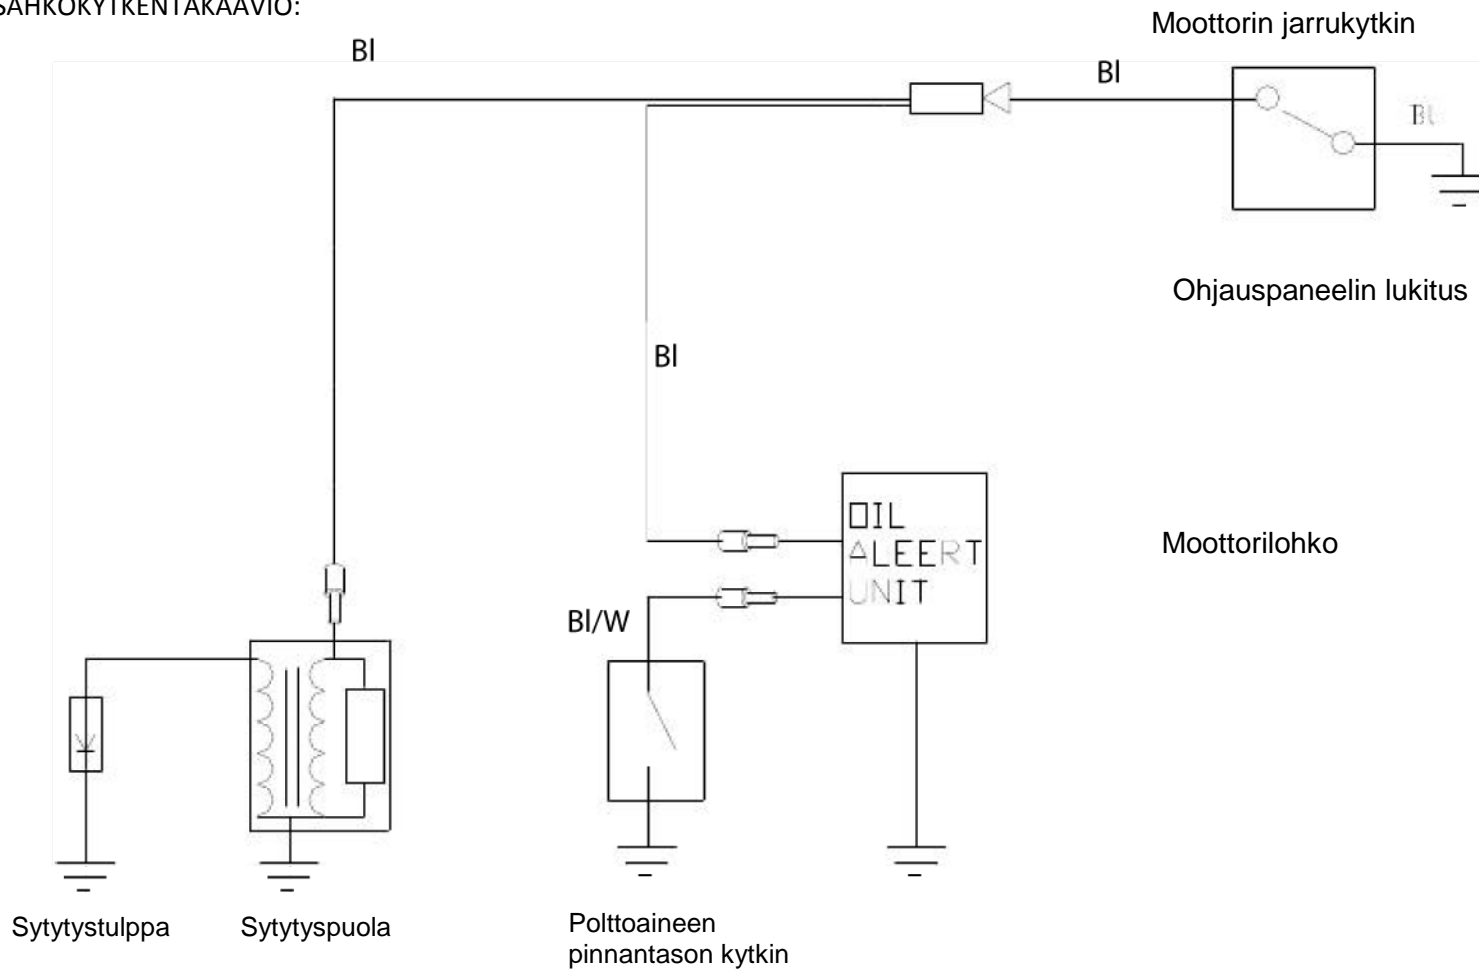 SÄHKÖKYTKENTÄKAAVIO:
Moottorin jarrukytkin
Bl
Bl
Bl
Ohjauspaneelin lukitus
Bl
OIL
ALEERT
UNIT
Moottorilohko
Bl/W
Sytytystulppa
Sytytyspuola
Polttoaineen
pinnantason kytkin